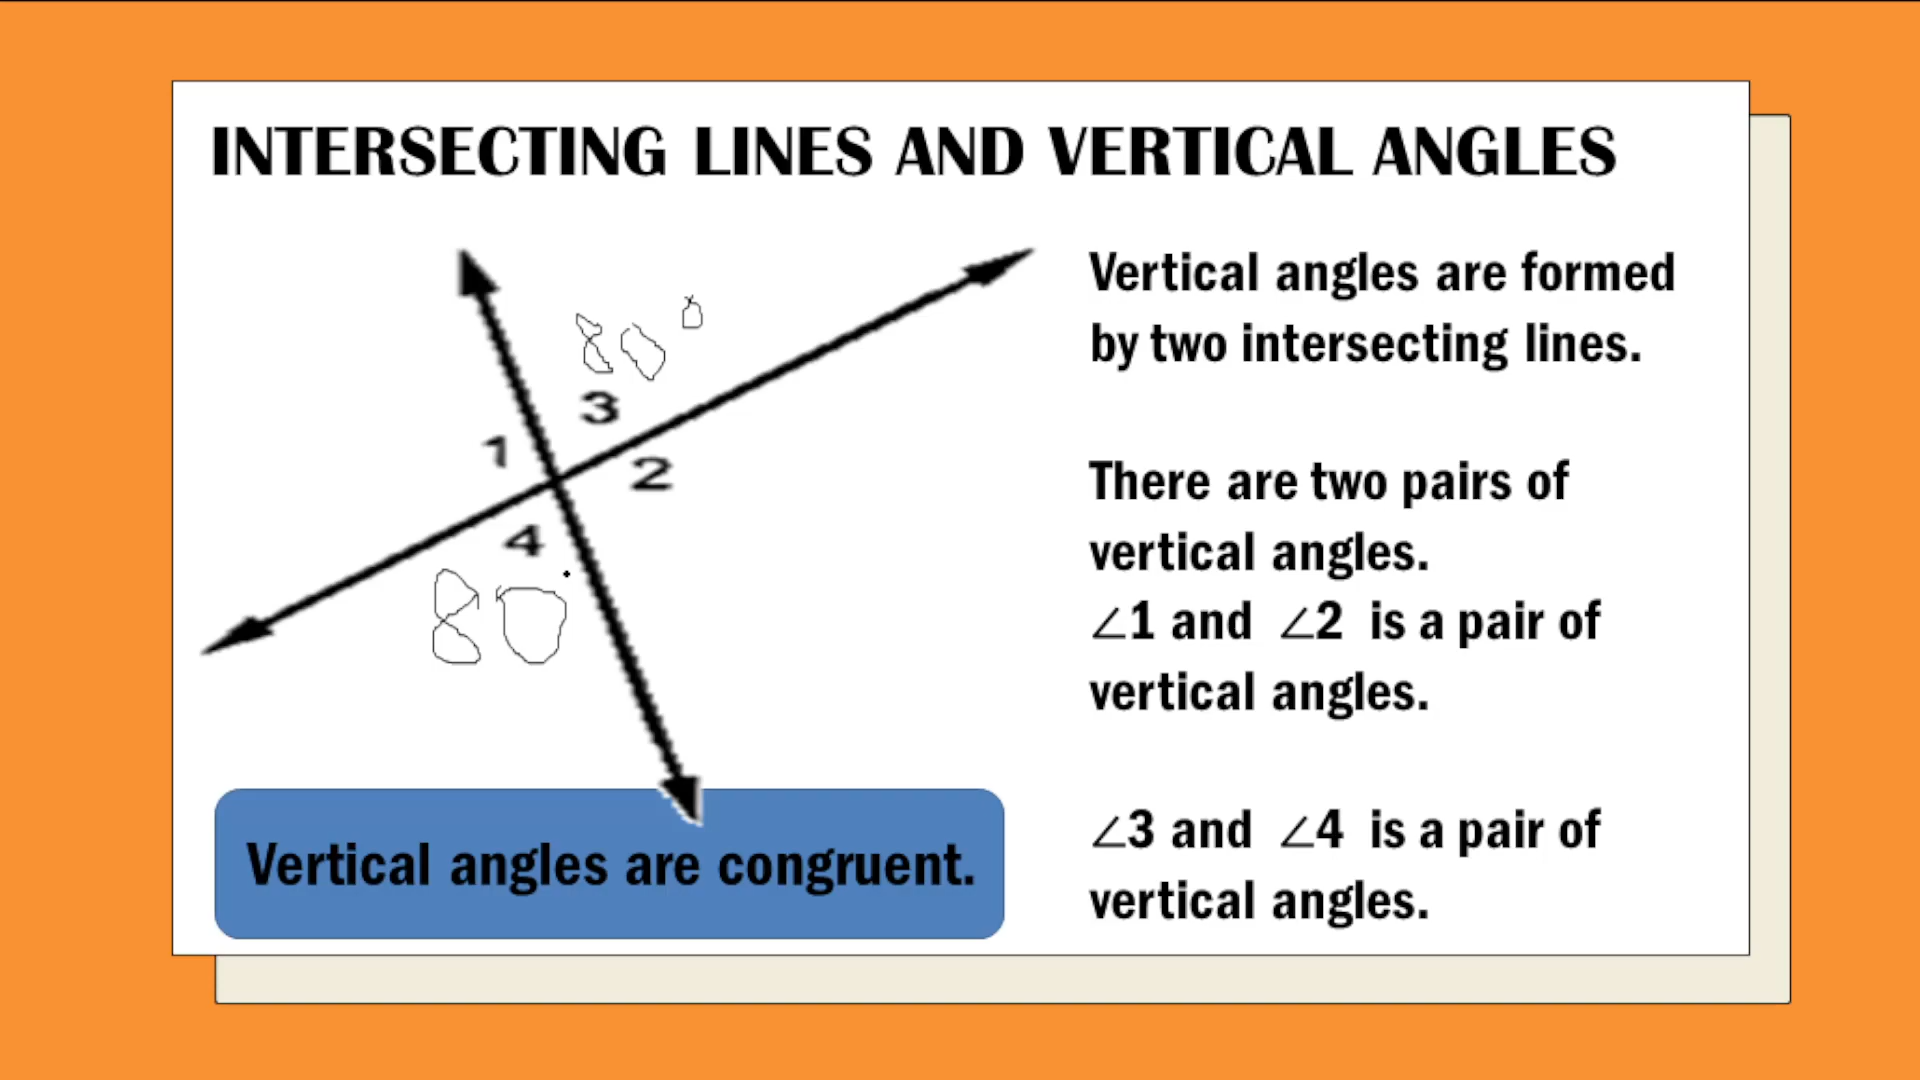 INTERSECTING LINES AND VERTICAL ANGLES
80°
3
1
2
4
80
Vertical angles are congruent.
Vertical angles are formed
by two intersecting lines.
There are two pairs of
vertical angles.
∠1 and ∠2 is a pair of
vertical angles.
∠3 and ∠4 is a pair of
vertical angles.